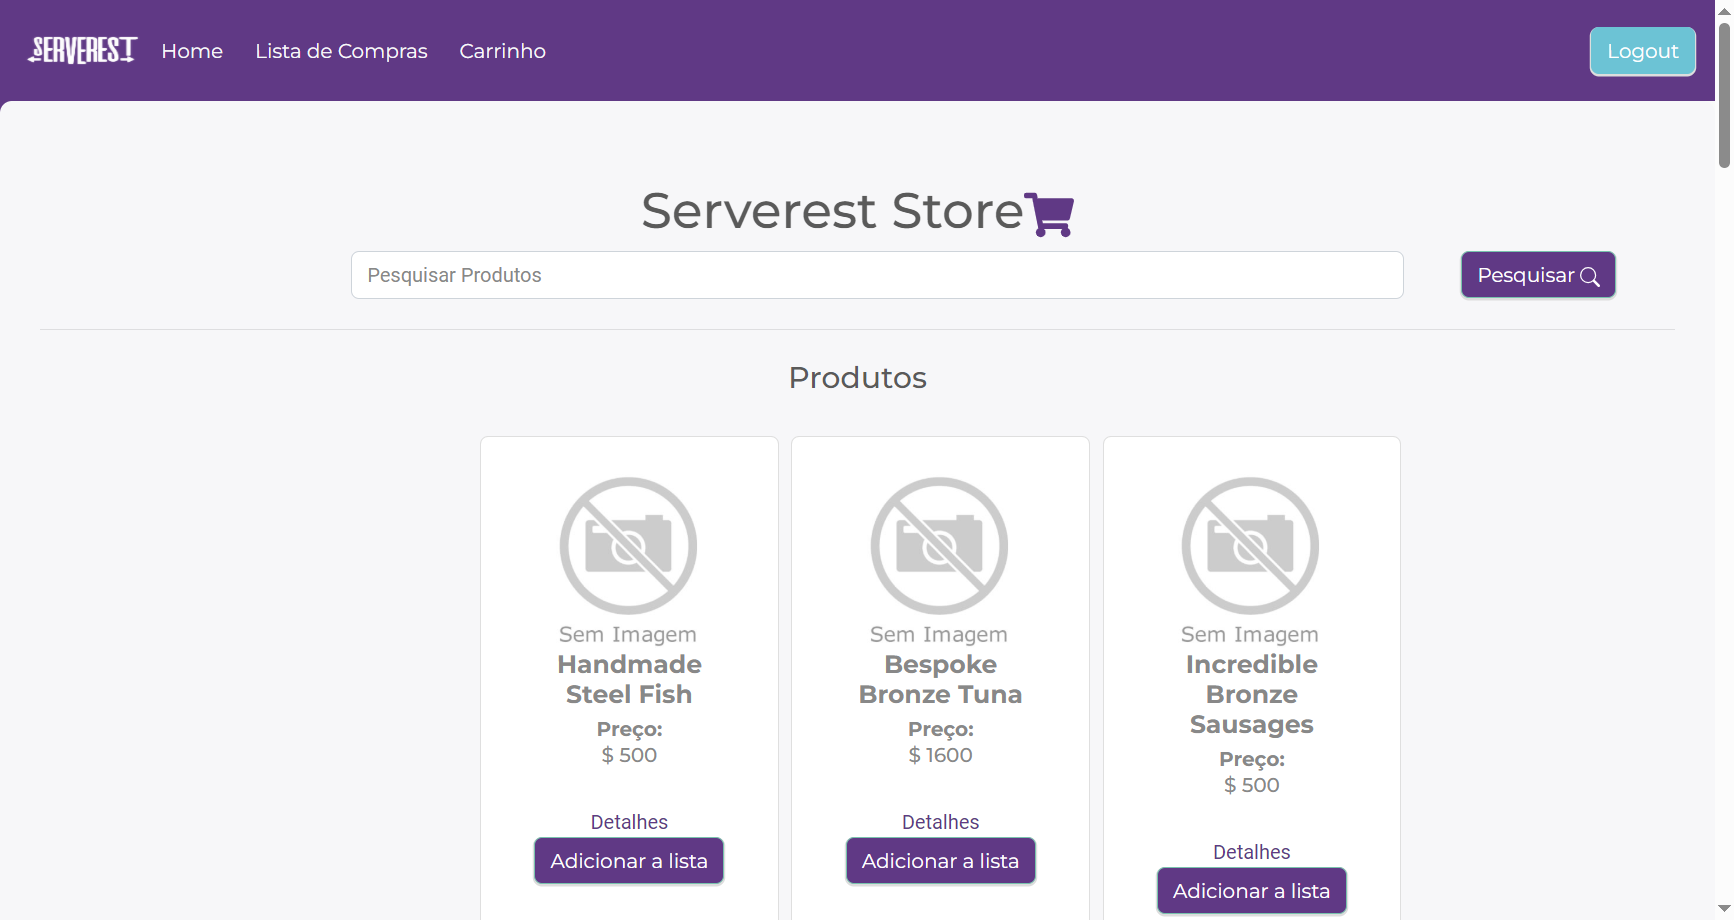 SERVEREST Home Lista de Compras Carrinho Logout
Serverest Store
Pesquisar Produtos Pesquisar
Produtos
Sem Imagem Sem Imagem Sem Imagem
Handmade Steel Fish
Preço:
$ 500
Detalhes
Adicionar a lista
Bespoke Bronze Tuna
Preço:
$ 1600
Detalhes
Adicionar a lista
Incredible Bronze Sausages
Preço:
$ 500
Detalhes
Adicionar a lista